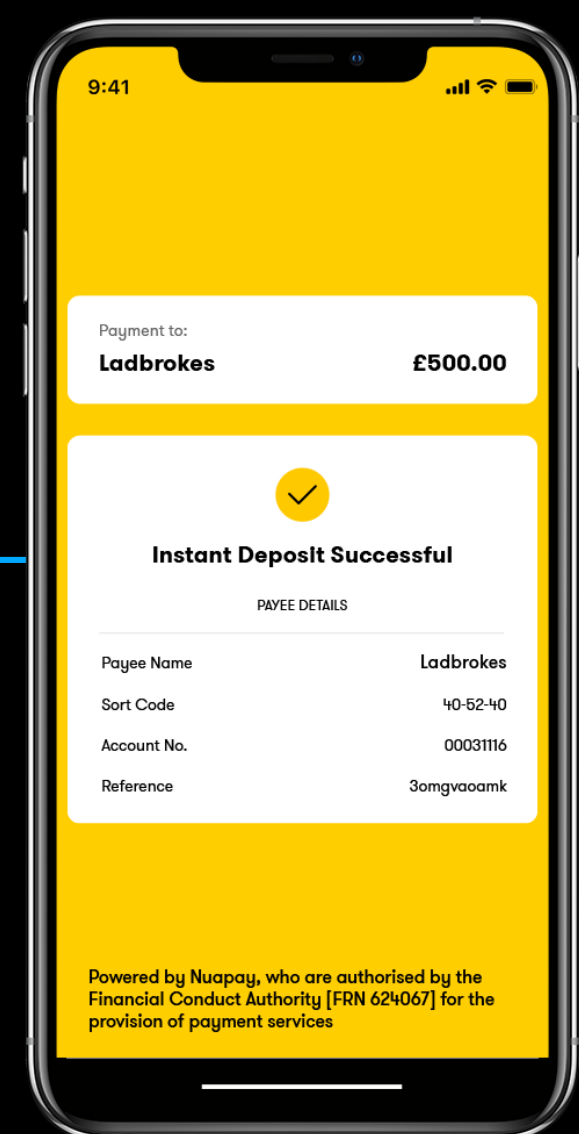 9:41
Payment to:
Ladbrokes £500.00
Instant Deposit Successful
PAYEE DETAILS
Payee Name Ladbrokes
Sort Code 40-52-40
Account No. 00031116
Reference 3omgvaoamk
Powered by Nuapay, who are authorised by the
Financial Conduct Authority [FRN 624067] for the
provision of payment services